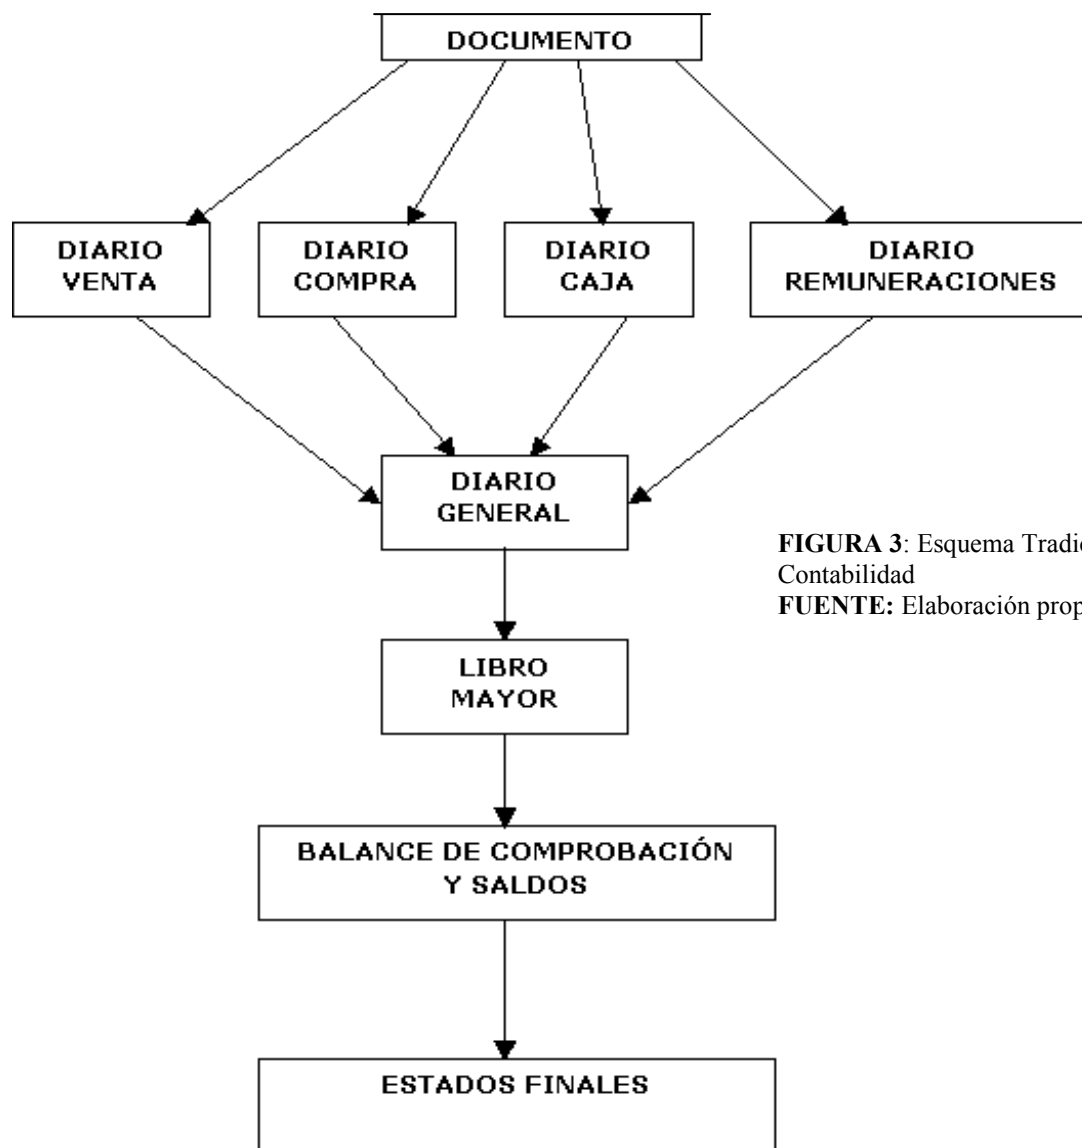 DOCUMENTO
DIARIO
VENTA
DIARIO
COMPRA
DIARIO
CAJA
DIARIO
REMUNERACIONES
DIARIO
GENERAL
FIGURA 3: Esquema Tradic
Contabilidad
FUENTE: Elaboración prop
LIBRO
MAYOR
BALANCE DE COMPROBACIÓN
Y SALDOS
ESTADOS FINALES